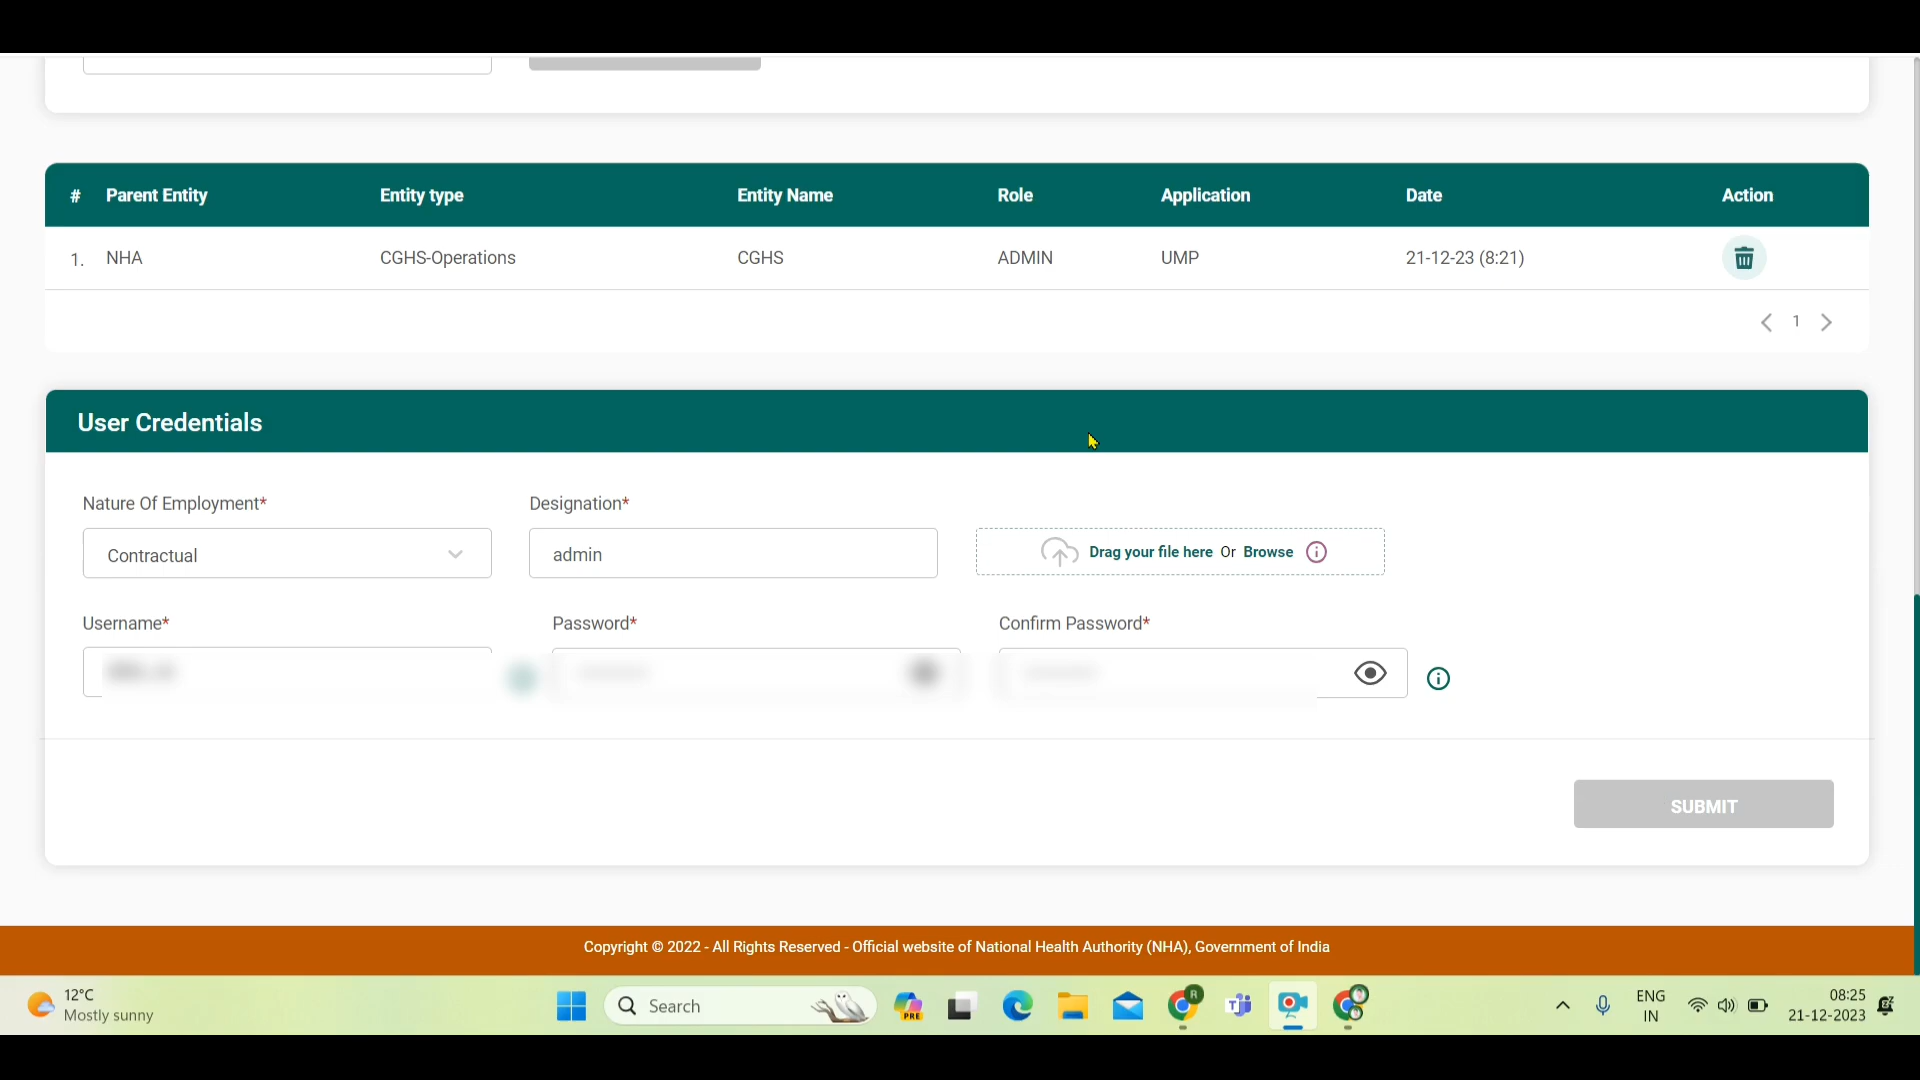 # Parent Entity Entity type Entity Name Role Application Date Action
1. NHA CGHS-Operations CGHS ADMIN UMP 21-12-23 (8:21)
1
User Credentials
Nature Of Employment* Designation*
Contractual admin Drag your file here Or Browse
Username* Password* Confirm Password*
SUBMIT
Copyright © 2022 - All Rights Reserved - Official website of National Health Authority (NHA), Government of India
12°C
Mostly sunny
Search
PRE
R
ENG
IN
08:25
21-12-2023